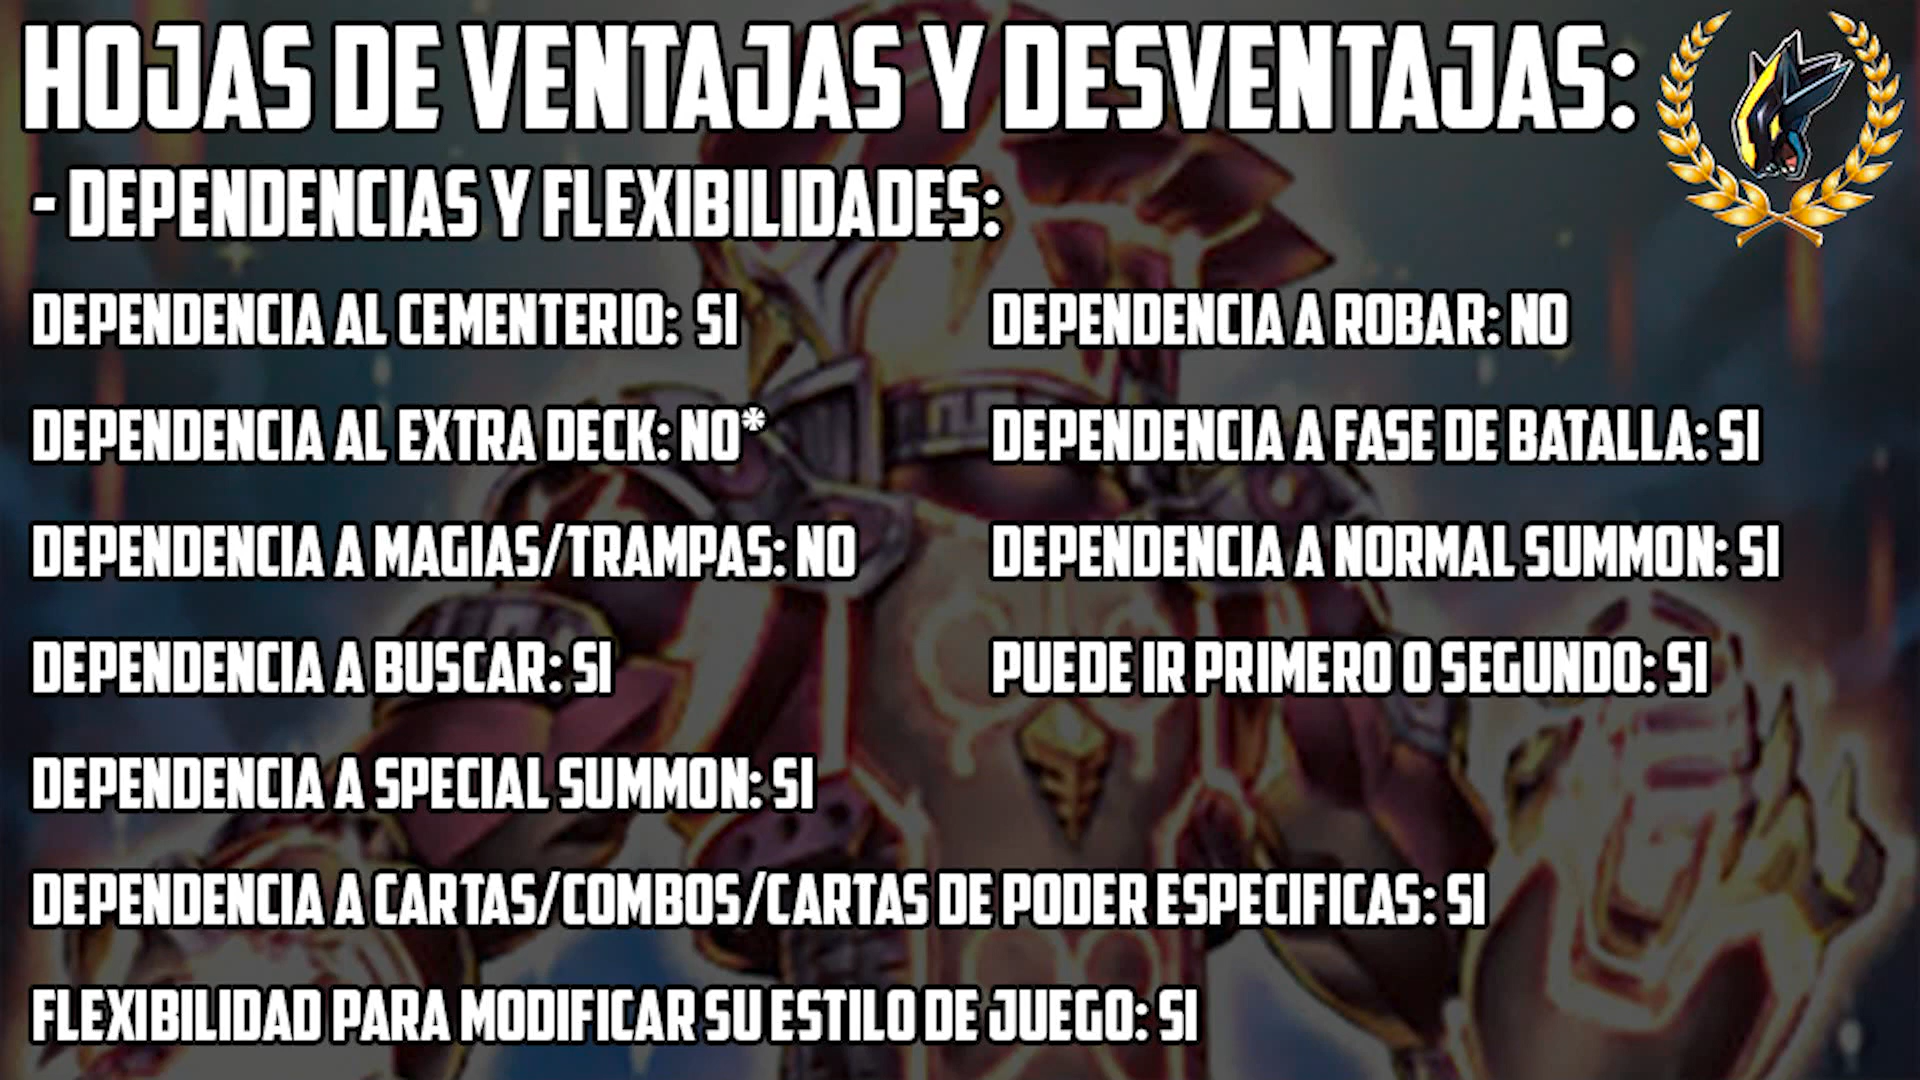 HOJAS DE VENTAJAS Y DESVENTAJAS:
- DEPENDENCIAS Y FLEXIBILIDADES:
DEPENDENCIA AL CEMENTERIO: SI
DEPENDENCIA AL EXTRA DECK: NO*
DEPENDENCIA A MAGIAS/TRAMPAS: NO
DEPENDENCIA A BUSCAR: SI
DEPENDENCIA A SPECIAL SUMMON: SI
DEPENDENCIA A CARTAS/COMBOS/CARTAS DE PODER ESPECIFICAS: SI
FLEXIBILIDAD PARA MODIFICAR SU ESTILO DE JUEGO: SI
DEPENDENCIA A ROBAR: NO
DEPENDENCIA A FASE DE BATALLA: SI
DEPENDENCIA A NORMAL SUMMON: SI
PUEDE IR PRIMERO O SEGUNDO: SI